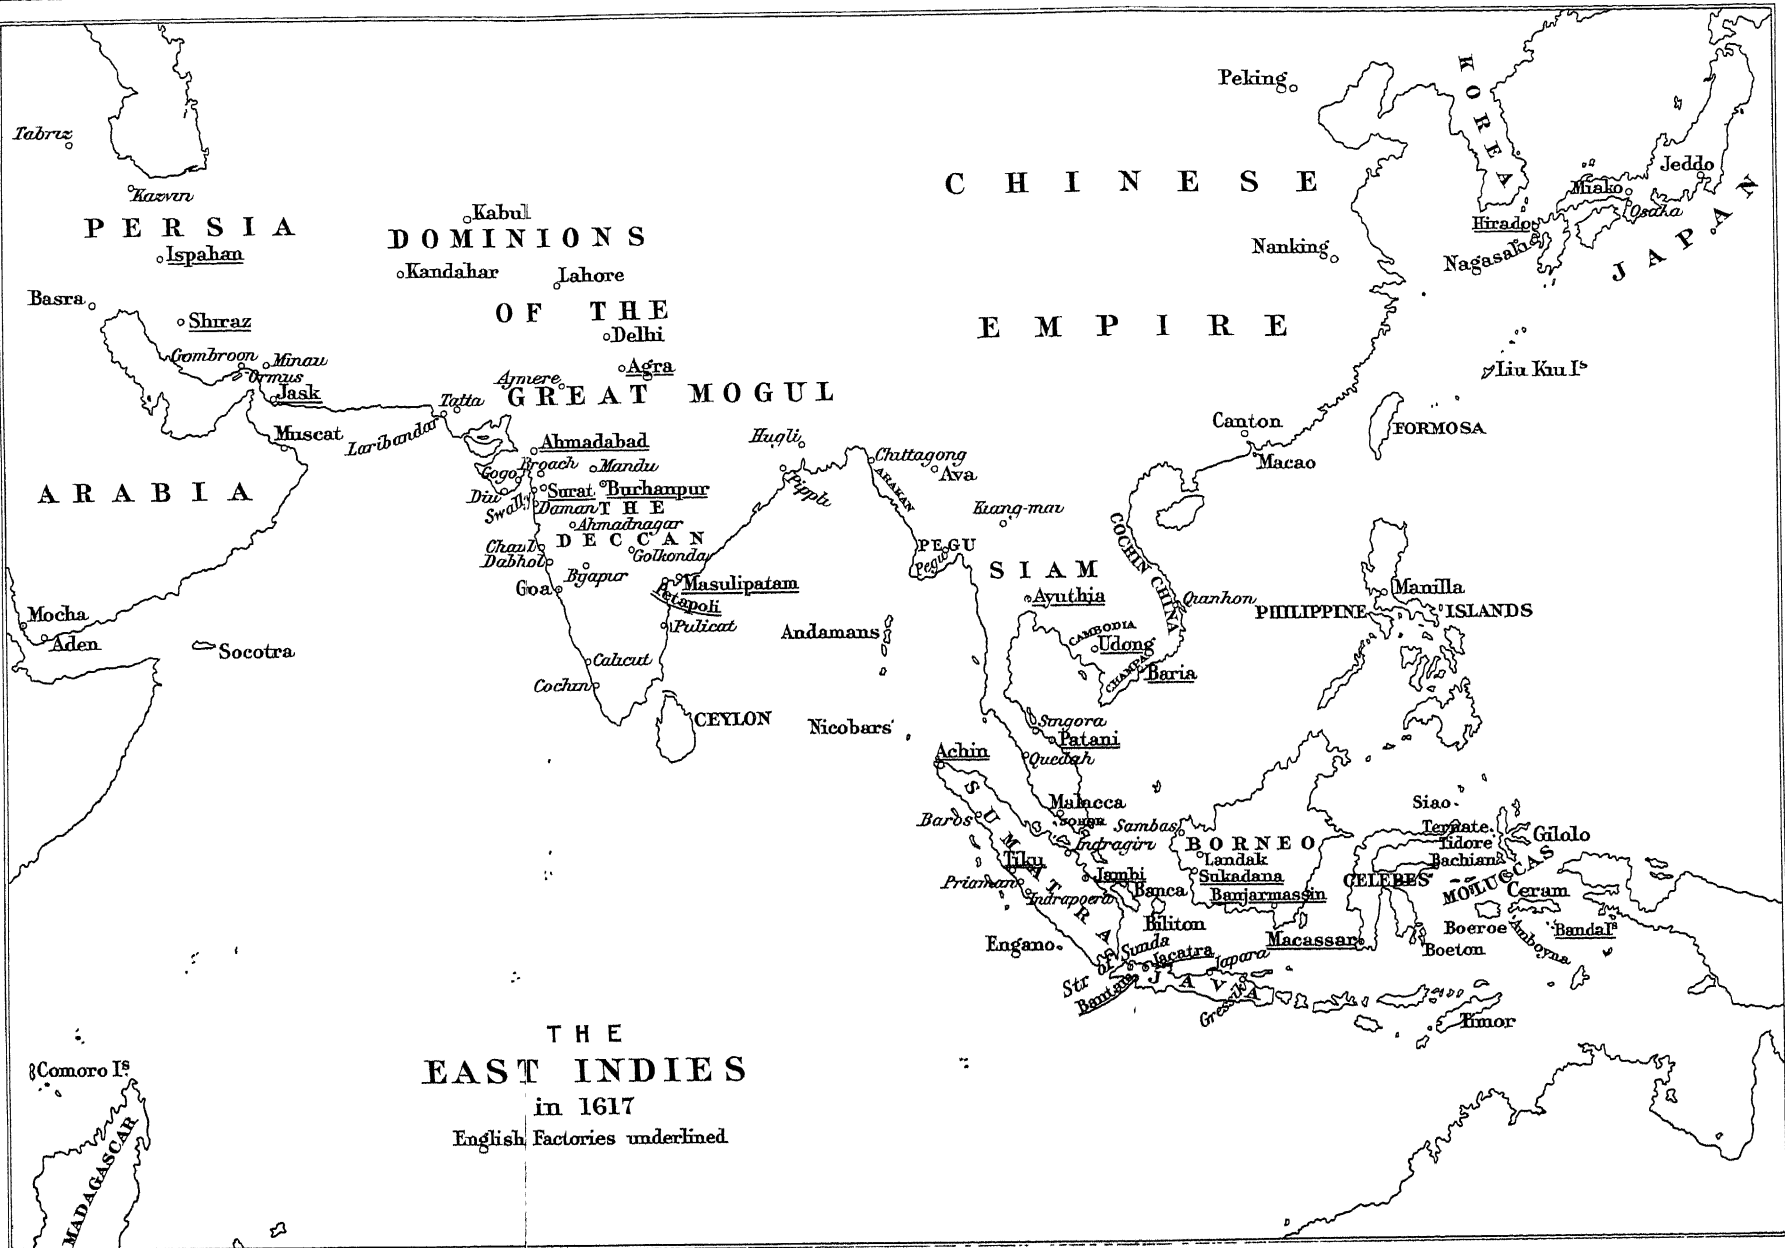 Peking
KOREA
Tabriz
CHINESE
Jeddo
Kazvin
Miako
Osaka
JAPAN
Kabul
PERSIA
DOMINIONS
Hirado
Nagasaki
Nanking
Ispahan
Kandahar
Lahore
Basra
OF THE
EMPIRE
Shiraz
Delhi
Gombroon
Minau
Ormus
Agra
Liu Kiu Is
Jask
Ajmere
GREAT MOGUL
Tatta
Laribandar
Muscat
Canton
FORMOSA
Hugli
Ahmadabad
Macao
Chittagong
Broach
Mandu
Gogo
Ava
Pippli
ARAKAN
ARABIA
Diu
Surat
Burhanpur
Swally
Daman
THE
Kiang-mai
Ahmadnagar
COCHIN CHINA
Chaul
DECCAN
PEGU
Dabhol
Golkonda
Pegu
SIAM
Bijapur
Goa
Masulipatam
Manilla
Petapoli
Ayuthia
Quanhon
PHILIPPINE ISLANDS
Mocha
Pulicat
Andamans
CAMBODIA
Aden
Socotra
Udong
Calicut
CHAMPA
Baria
Cochin
CEYLON
Nicobars
Singora
Patani
Achin
Quedah
SUMATRA
Malacca
JOHOR
Siao
Baros
Sambas
Ternate
Gilolo
Indragiri
BORNEO
Tidore
Tiku
Landak
Bachian
MOLUCCAS
Priaman
Jambi
Sukadana
CELEBES
Indrapoera
Banca
Banjarmassin
Ceram
Biliton
Boeroe
Amboyna
Banda Is
Engano
Macassar
Boeton
Str of Sunda
Jacatra
Japara
Bantam
JAVA
Gressik
Timor
THE
EAST INDIES
in 1617
English Factories underlined
Comoro Is
MADAGASCAR